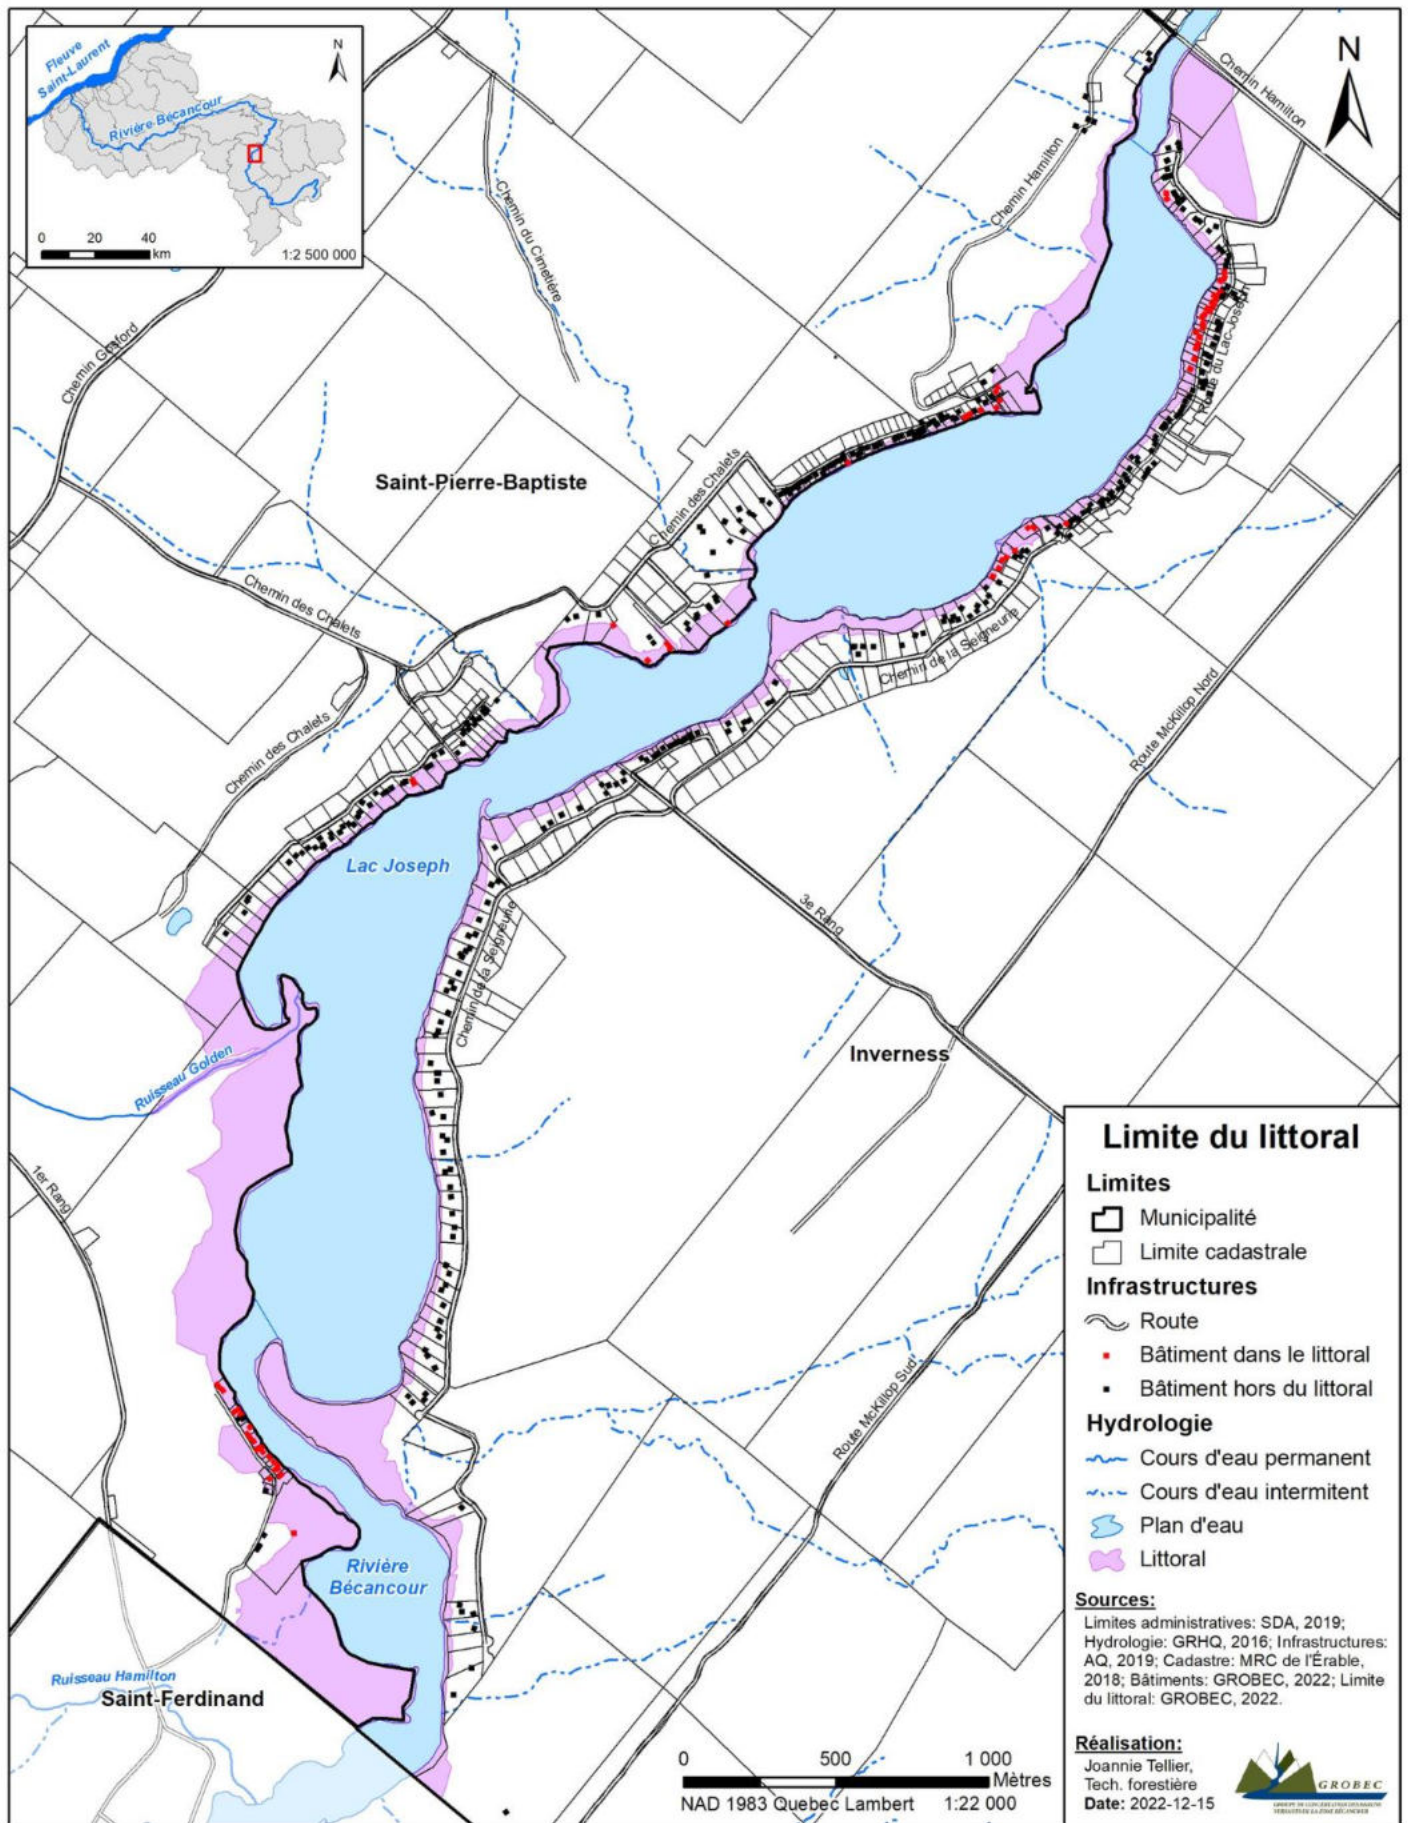 Fleuve
Saint-Laurent
Rivière Bécancour
N
0 20 40
km
1:2 500 000
N
Chemin Hamilton
Chemin Hamilton
Chemin du Cimetière
Chemin Gosford
Route du Lac-Joseph
Saint-Pierre-Baptiste
Chemin des Chalets
Chemin des Chalets
Chemin de la Seigneurie
Route McKillop Nord
Chemin des Chalets
Lac Joseph
3e Rang
Chemin de la Seigneurie
Inverness
Ruisseau Golden
1er Rang
Route McKillop Sud
Rivière
Bécancour
Ruisseau Hamilton
Saint-Ferdinand
Limite du littoral
Limites
Municipalité
Limite cadastrale
Infrastructures
Route
Bâtiment dans le littoral
Bâtiment hors du littoral
Hydrologie
Cours d'eau permanent
Cours d'eau intermitent
Plan d'eau
Littoral
Sources:
Limites administratives: SDA, 2019;
Hydrologie: GRHQ, 2016; Infrastructures:
AQ, 2019; Cadastre: MRC de l'Érable,
2018; Bâtiments: GROBEC, 2022; Limite
du littoral: GROBEC, 2022.
Réalisation:
Joannie Tellier,
Tech. forestière
Date: 2022-12-15
GROBEC
0 500 1 000
Mètres
NAD 1983 Quebec Lambert 1:22 000